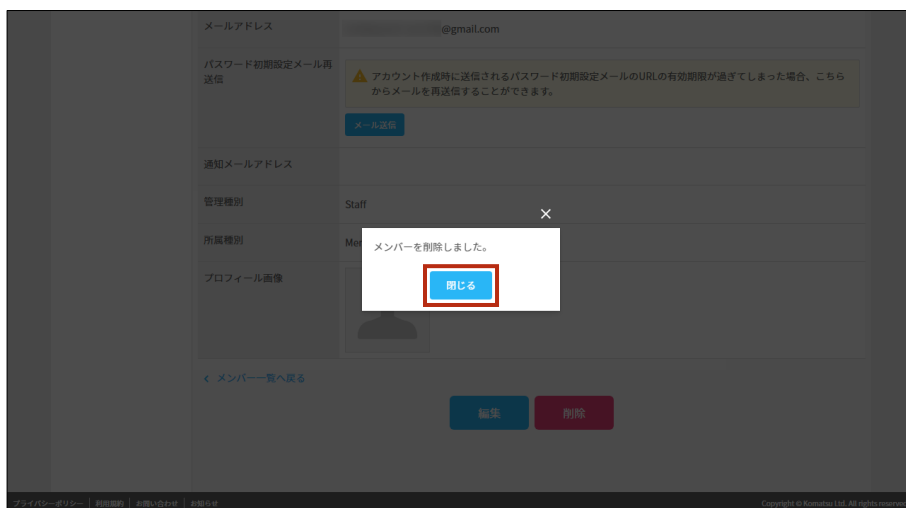 メールアドレス
@gmail.com
パスワード初期設定メール再
送信
アカウント作成時に送信されるパスワード初期設定メールのURLの有効期限が過ぎてしまった場合、こちら
からメールを再送信することができます。
メール送信
通知メールアドレス
管理種別
Staff
所属種別
Mer
メンバーを削除しました。
閉じる
プロフィール画像
メンバー一覧へ戻る
編集
削除
プライバシーポリシー
利用規約
お問い合わせ
お知らせ
Copyright © Komatsu Ltd. All rights reserved